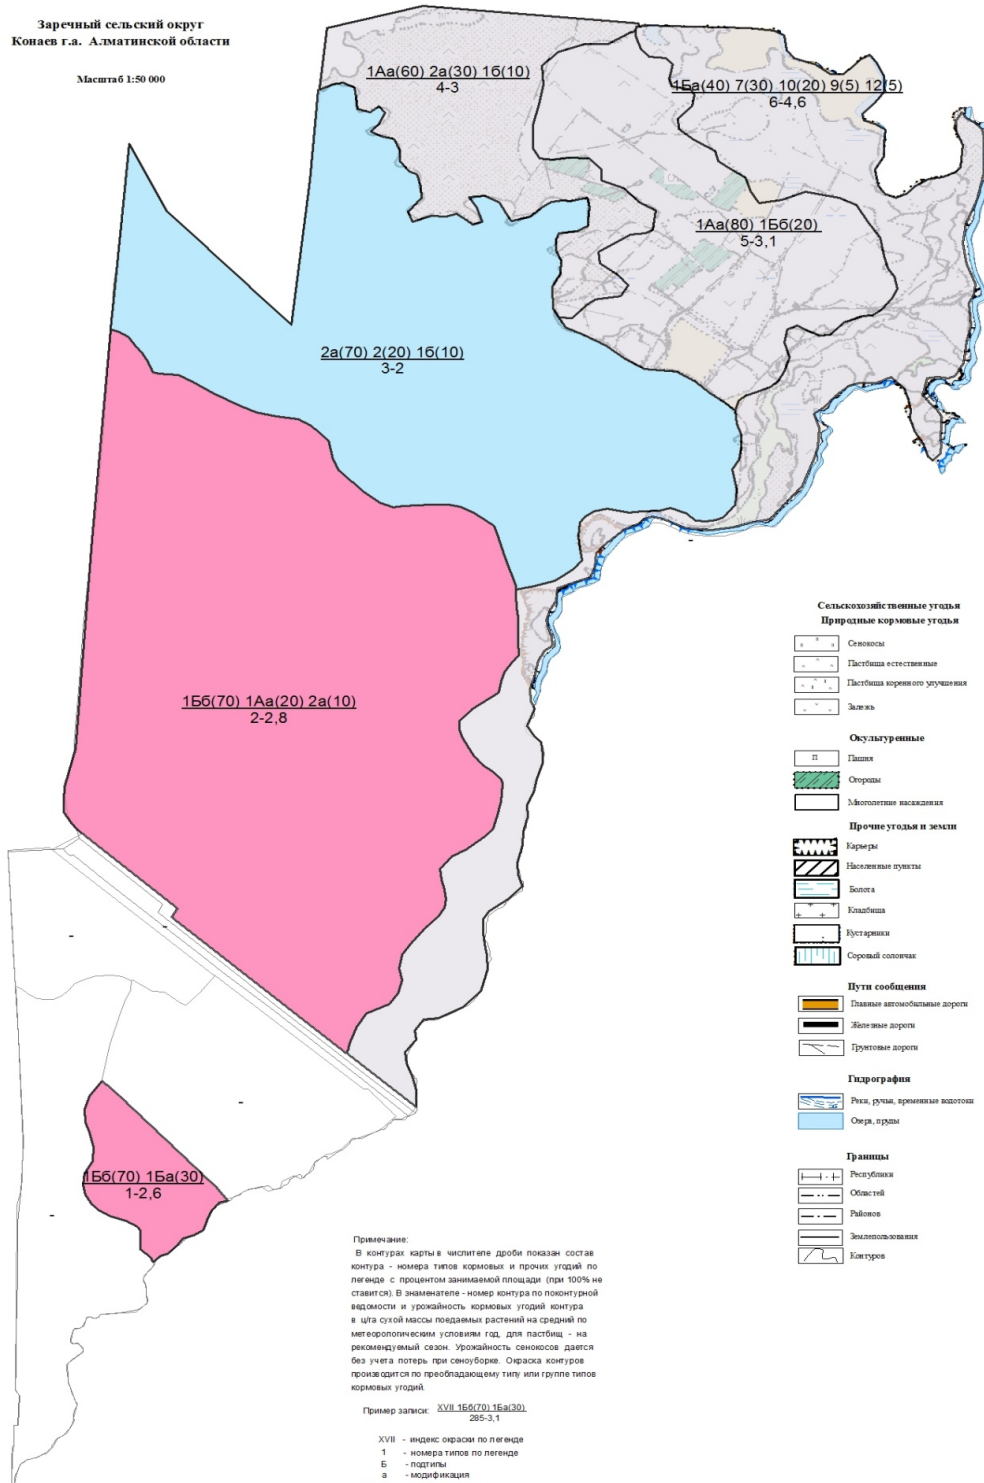 Заречный сельский округ
Конаев г.а. Алматинской области
Масштаб 1:50 000
1Аа(60) 2а(30) 1б(10)
4-3
1Ба(40) 7(30) 10(20) 9(5) 12(5)
6-4,6
1Аа(80) 1Бб(20)
5-3,1
2а(70) 2(20) 1б(10)
3-2
1Бб(70) 1Аа(20) 2а(10)
2-2,8
1Бб(70) 1Ба(30)
1-2,6
Сельскохозяйственные угодья
Природные кормовые угодья
Сенокосы
Пастбища естественные
Пастбища коренного улучшения
Залежь
Окультуренные
П
Пашня
Огороды
Многолетние насаждения
Прочие угодья и земли
Карьеры
Населенные пункты
Болота
Кладбища
Кустарники
Соровый солончак
Пути сообщения
Главные автомобильные дороги
Железные дороги
Грунтовые дороги
Гидрография
Реки, ручьи, временные водотоки
Озера, пруды
Границы
Республики
Областей
Районов
Землепользования
Контуров
Примечание:
В контурах карты в числителе дроби показан состав
контура - номера типов кормовых и прочих угодий по
легенде с процентом занимаемой площади (при 100% не
ставится). В знаменателе - номер контура по поконтурной
ведомости и урожайность кормовых угодий контура
в ц/га сухой массы поедаемых растений на средний по
метеорологическим условиям год, для пастбищ - на
рекомендуемый сезон. Урожайность сенокосов дается
без учета потерь при сеноуборке. Окраска контуров
производится по преобладающему типу или группе типов
кормовых угодий.
Пример записи: XVII 1Бб(70) 1Ба(30)
285-3,1
XVII - индекс окраски по легенде
1 - номера типов по легенде
Б - подтипы
а - модификация